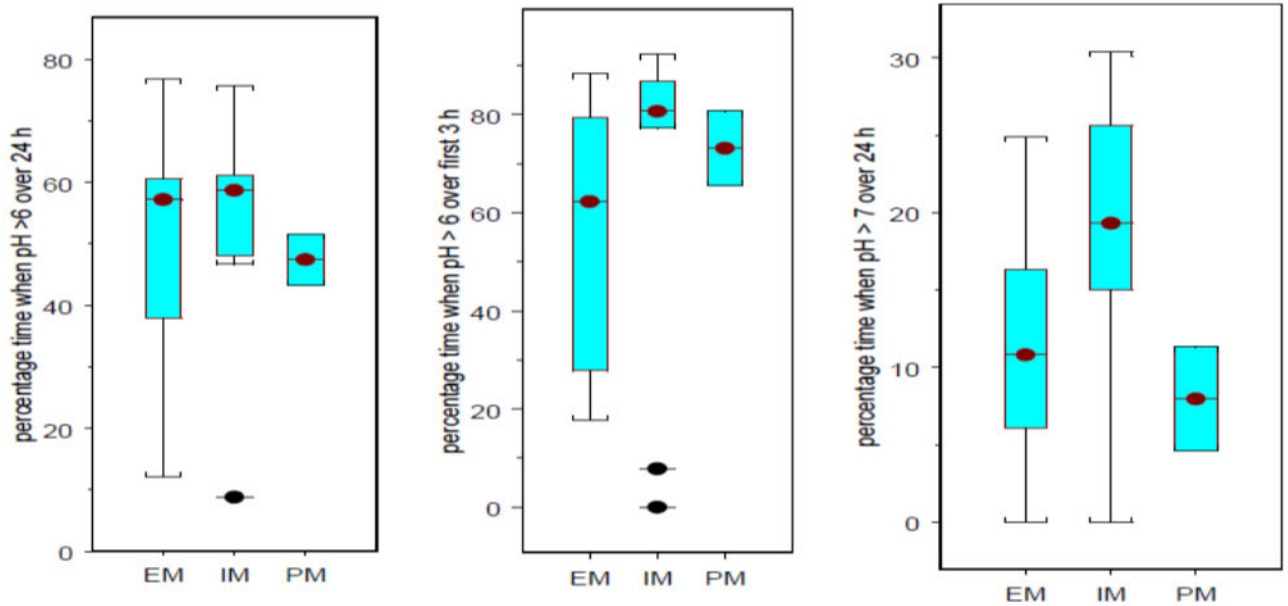 percentage time when pH >6 over 24 h
80
60
40
20
0
EM IM PM
percentage time when pH > 6 over first 3 h
80
60
40
20
0
EM IM PM
percentage time when pH > 7 over 24 h
30
20
10
0
EM IM PM